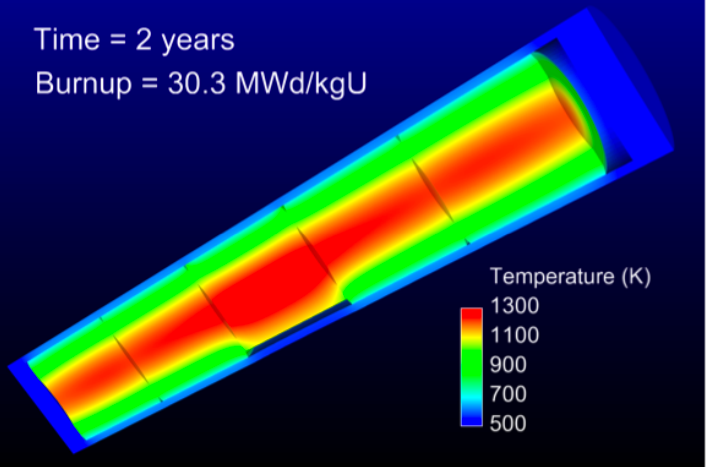 Time = 2 years
Burnup = 30.3 MWd/kgU
Temperature (K)
1300
1100
900
700
500